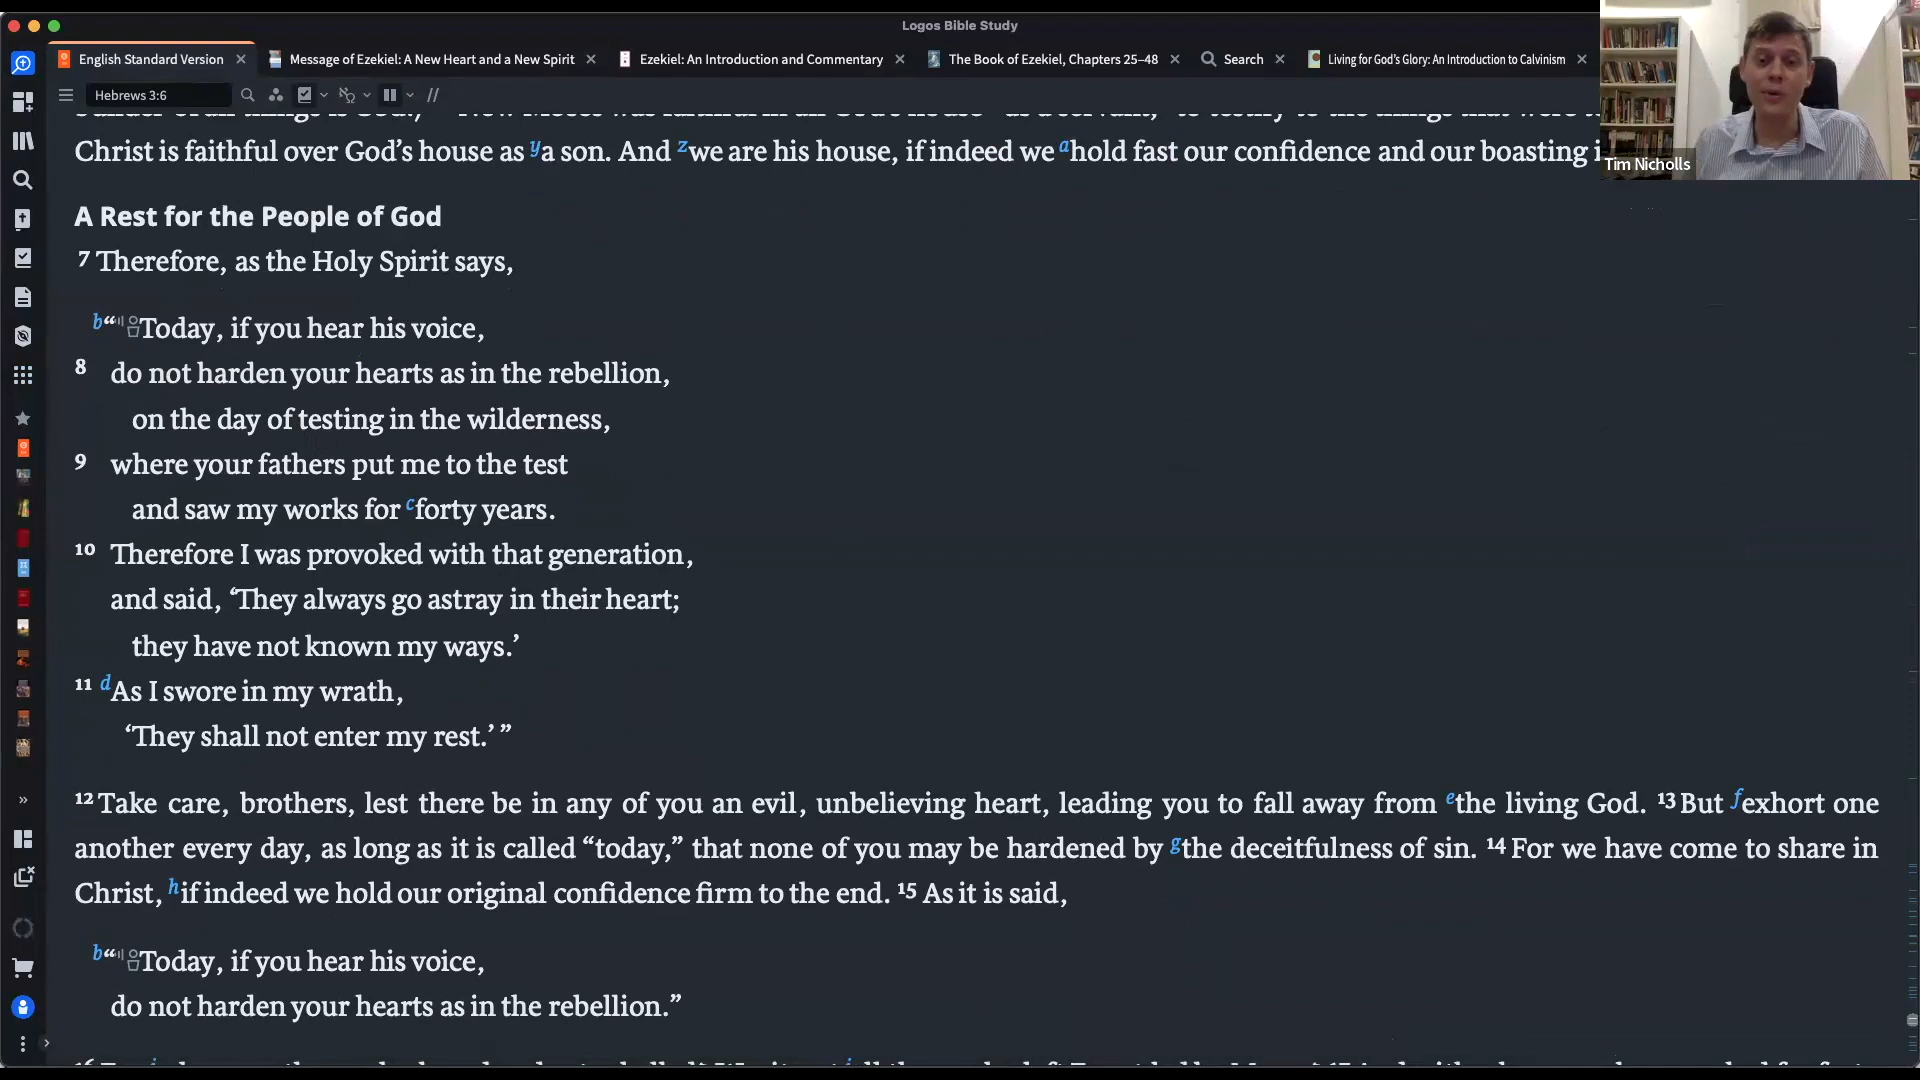 Logos Bible Study
English Standard Version
Message of Ezekiel: A New Heart and a New Spirit
Ezekiel: An Introduction and Commentary
The Book of Ezekiel, Chapters 25–48
Search
Living for God's Glory: An Introduction to Calvinism
Hebrews 3:6
Tim Nicholls
Christ is faithful over God’s house as ya son. And zwe are his house, if indeed we ahold fast our confidence and our boasting
A Rest for the People of God
7 Therefore, as the Holy Spirit says,
b“Today, if you hear his voice,
8 do not harden your hearts as in the rebellion,
on the day of testing in the wilderness,
9 where your fathers put me to the test
and saw my works for cforty years.
10 Therefore I was provoked with that generation,
and said, ‘They always go astray in their heart;
they have not known my ways.’
11 dAs I swore in my wrath,
‘They shall not enter my rest.’ ”
12 Take care, brothers, lest there be in any of you an evil, unbelieving heart, leading you to fall away from ethe living God. 13 But fexhort one
another every day, as long as it is called “today,” that none of you may be hardened by gthe deceitfulness of sin. 14 For we have come to share in
Christ, hif indeed we hold our original confidence firm to the end. 15 As it is said,
b“Today, if you hear his voice,
do not harden your hearts as in the rebellion.”